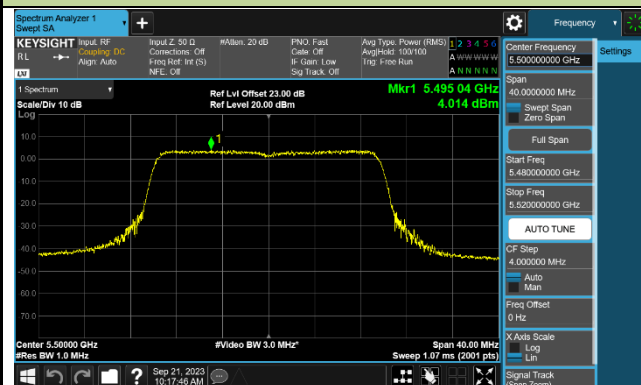 Spectrum Analyzer 1
Swept SA
Frequency
KEYSIGHT
RL
LXI
Input: RF
Coupling: DC
Align: Auto
Input Z: 50 Ω
Corrections: Off
Freq Ref: Int (S)
NFE: Off
#Atten: 20 dB
PNO: Fast
Gate: Off
IF Gain: Low
Sig Track: Off
Avg Type: Power (RMS)
Avg|Hold: 100/100
Trig: Free Run
1 2 3 4 5 6
A W W W W W
A N N N N N
1 Spectrum
Scale/Div 10 dB
Log
Ref Lvl Offset 23.00 dB
Ref Level 20.00 dBm
Mkr1 5.495 04 GHz
4.014 dBm
1
10.0
0.00
-10.0
-20.0
-30.0
-40.0
-50.0
-60.0
-70.0
Center 5.50000 GHz
#Res BW 1.0 MHz
#Video BW 3.0 MHz*
Span 40.00 MHz
Sweep 1.07 ms (2001 pts)
Sep 21, 2023
10:17:46 AM
Center Frequency
5.500000000 GHz
Span
40.0000000 MHz
Swept Span
Zero Span
Full Span
Start Freq
5.480000000 GHz
Stop Freq
5.520000000 GHz
AUTO TUNE
CF Step
4.000000 MHz
Auto
Man
Freq Offset
0 Hz
X Axis Scale
Log
Lin
Signal Track
(Span Zoom)
Settings